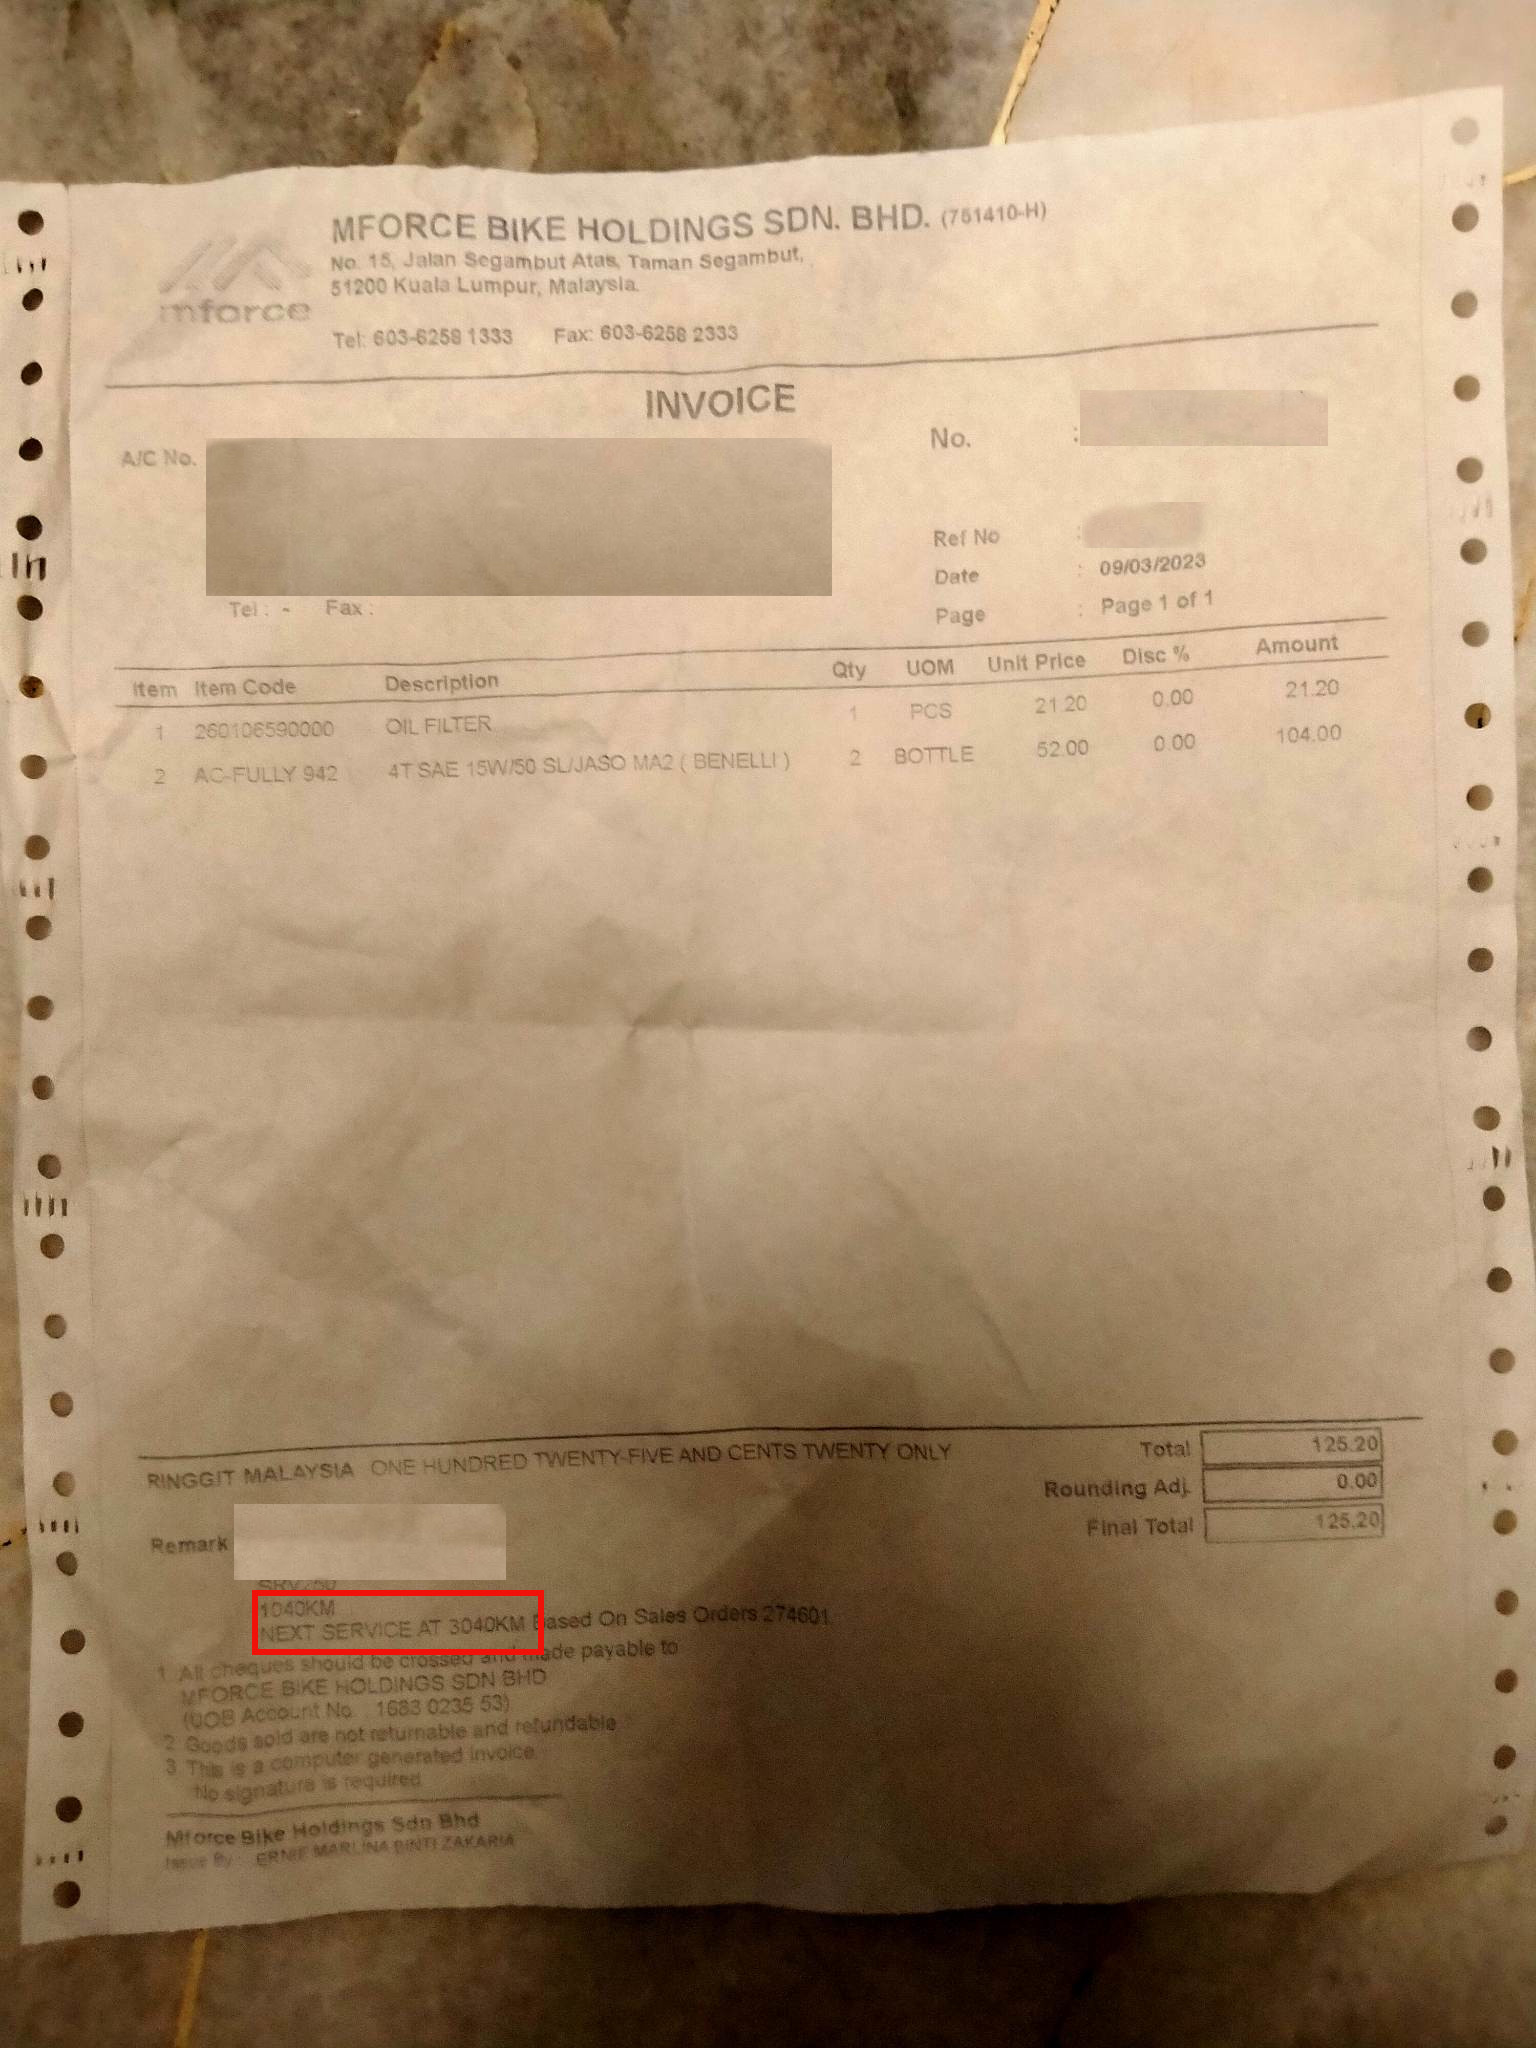 MFORCE BIKE HOLDINGS SDN. BHD. (751410-H)
No. 15, Jalan Segambut Atas, Taman Segambut,
51200 Kuala Lumpur, Malaysia.
mforce
Tel: 603-6258 1333 Fax: 603-6258 2333
INVOICE
A/C No. No. :
Ref No :
Date : 09/03/2023
Tel : - Fax :
Page : Page 1 of 1
Item Item Code Description Qty UOM Unit Price Disc % Amount
1 260106590000 OIL FILTER 1 PCS 21.20 0.00 21.20
2 AC-FULLY 942 4T SAE 15W/50 SL/JASO MA2 ( BENELLI ) 2 BOTTLE 52.00 0.00 104.00
RINGGIT MALAYSIA ONE HUNDRED TWENTY-FIVE AND CENTS TWENTY ONLY
Total 125.20
Rounding Adj. 0.00
Final Total 125.20
Remark
SRV250
1040KM
NEXT SERVICE AT 3040KM Based On Sales Orders 274601
1 All cheques should be crossed and made payable to
MFORCE BIKE HOLDINGS SDN BHD
(UOB Account No. : 1683 0235 53)
2 Goods sold are not returnable and refundable
3 This is a computer generated invoice.
No signature is required
Mforce Bike Holdings Sdn Bhd
Issue By : ERNIE MARLINA BINTI ZAKARIA